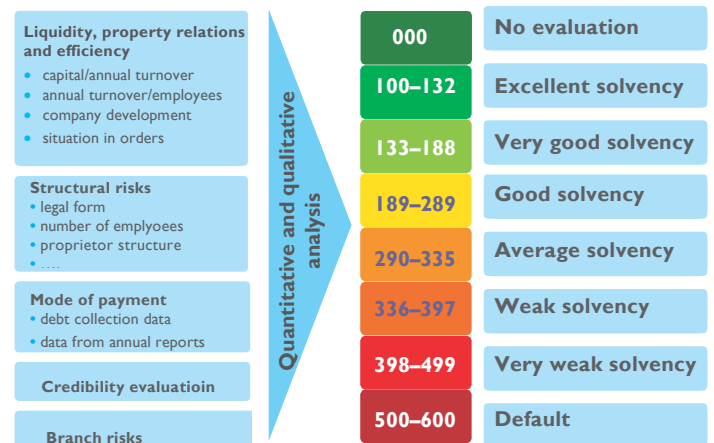 Liquidity, property relations
and efficiency
• capital/annual turnover
• annual turnover/employees
• company development
• situation in orders
Structural risks
• legal form
• number of emplyoees
• proprietor structure
• ....
Mode of payment
• debt collection data
• data from annual reports
Credibility evaluatioin
Branch risks
Quantitative and qualitative
analysis
000
No evaluation
100–132
Excellent solvency
133–188
Very good solvency
189–289
Good solvency
290–335
Average solvency
336–397
Weak solvency
398–499
Very weak solvency
500–600
Default